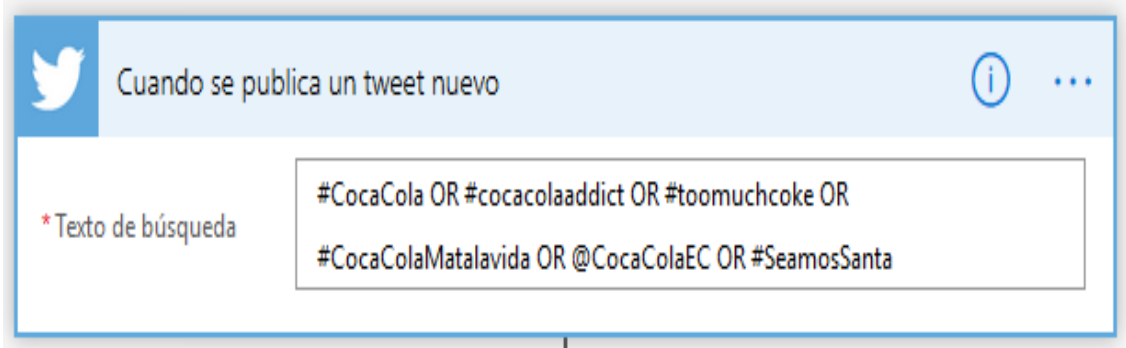 Cuando se publica un tweet nuevo
* Texto de búsqueda
#CocaCola OR #cocacolaaddict OR #toomuchcoke OR
#CocaColaMatalavida OR @CocaColaEC OR #SeamosSanta